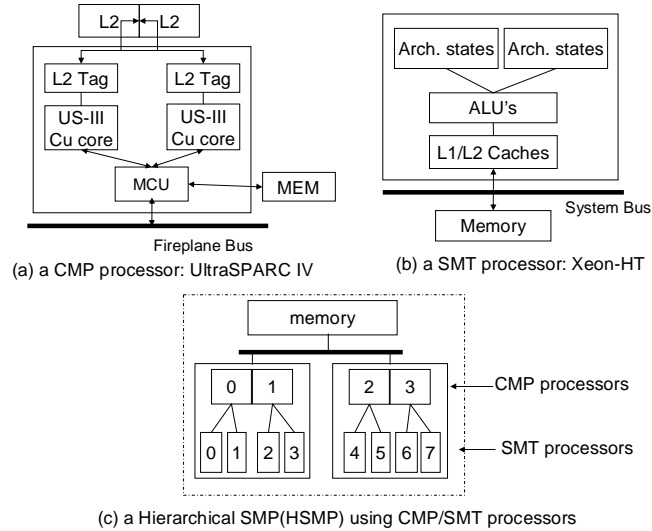 L2 L2
L2 Tag
L2 Tag
US-III
Cu core
US-III
Cu core
MCU
MEM
Fireplane Bus
(a) a CMP processor: UltraSPARC IV
Arch. states
Arch. states
ALU's
L1/L2 Caches
System Bus
Memory
(b) a SMT processor: Xeon-HT
memory
0 1 2 3
CMP processors
0 1 2 3 4 5 6 7
SMT processors
(c) a Hierarchical SMP(HSMP) using CMP/SMT processors